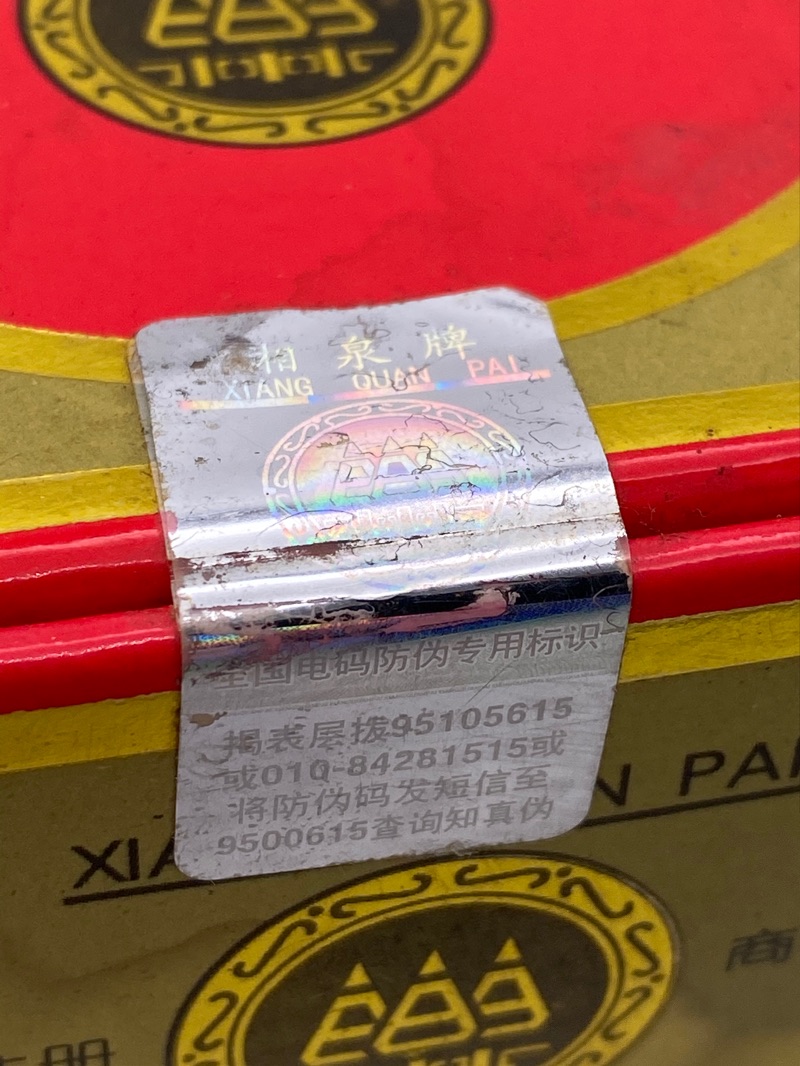 湘泉牌
XIANG QUAN PAI
全国电码防伪专用标识
揭表层拨95105615
或010-84281515或
将防伪码发短信至
9500615查询知真伪
XIA N PAI
商
册